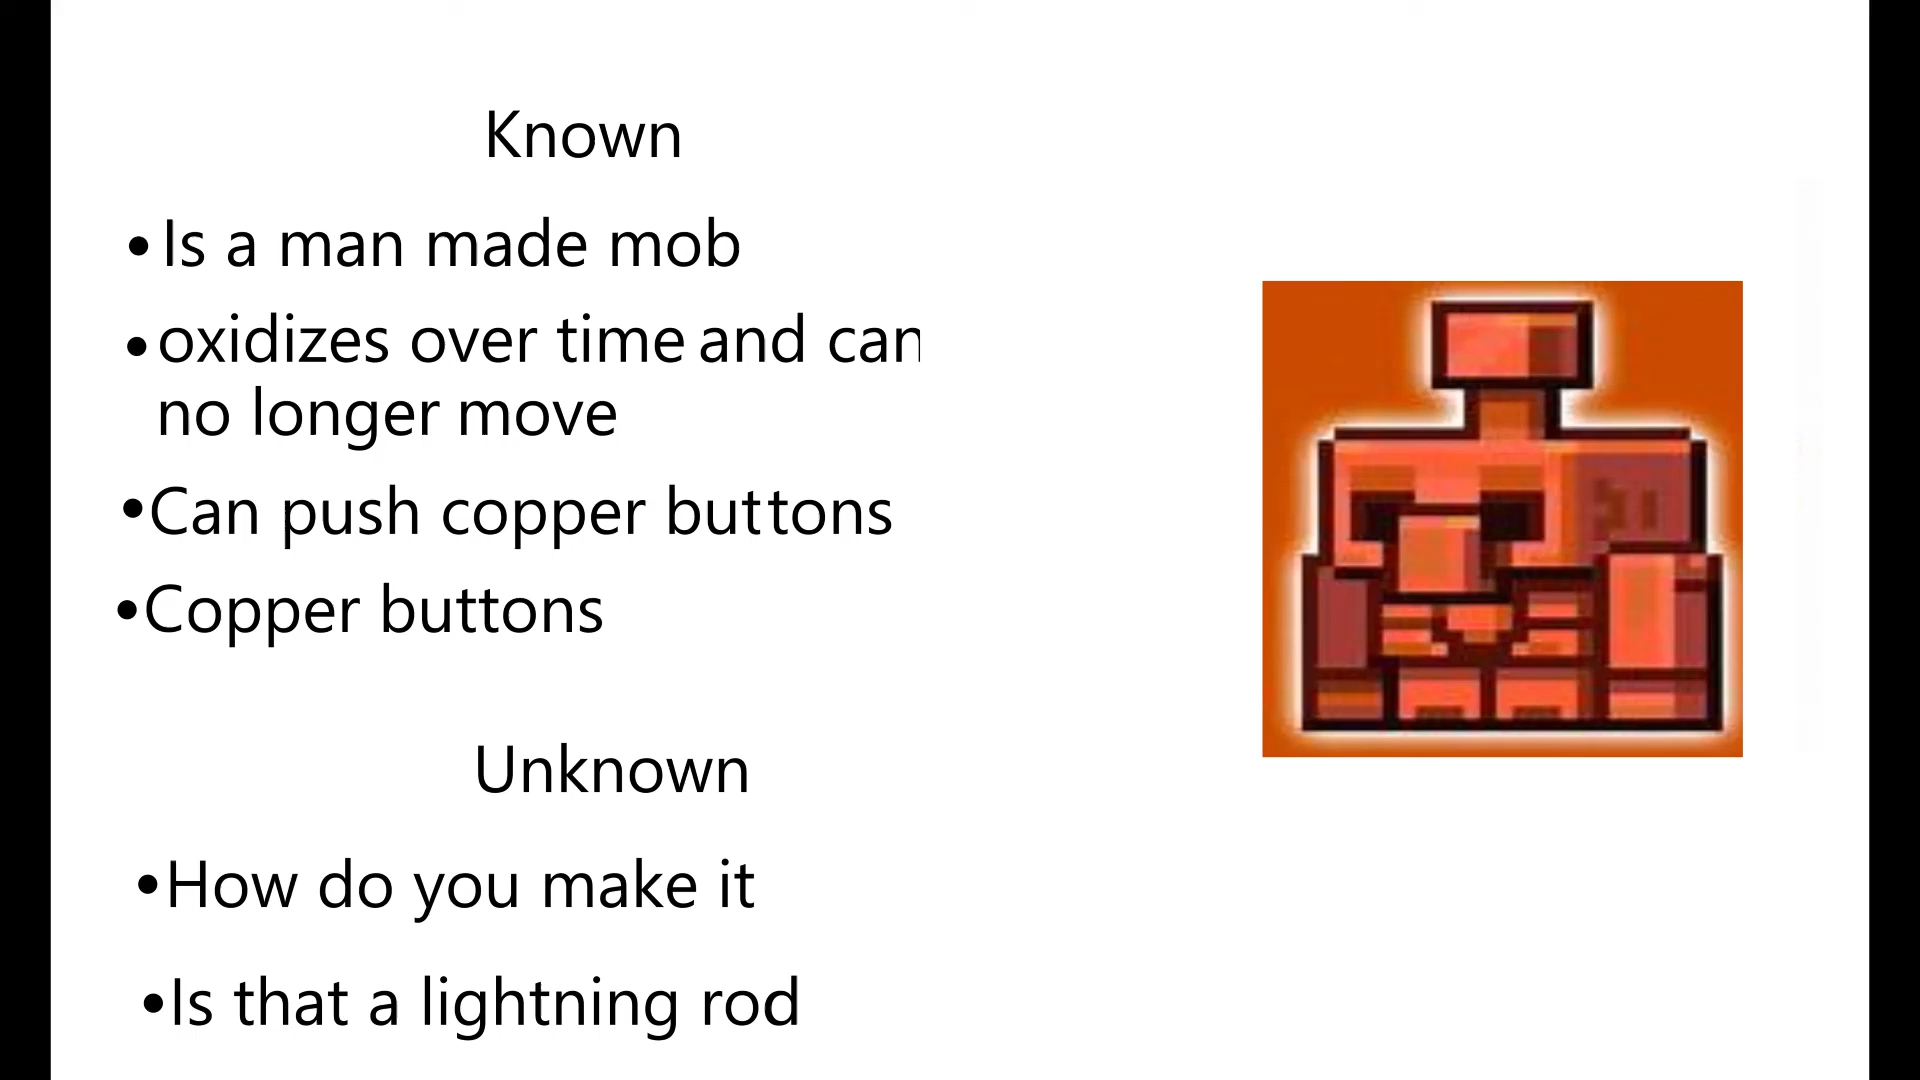 Known
•Is a man made mob
•oxidizes over time and can
no longer move
•Can push copper buttons
•Copper buttons
Unknown
•How do you make it
•Is that a lightning rod